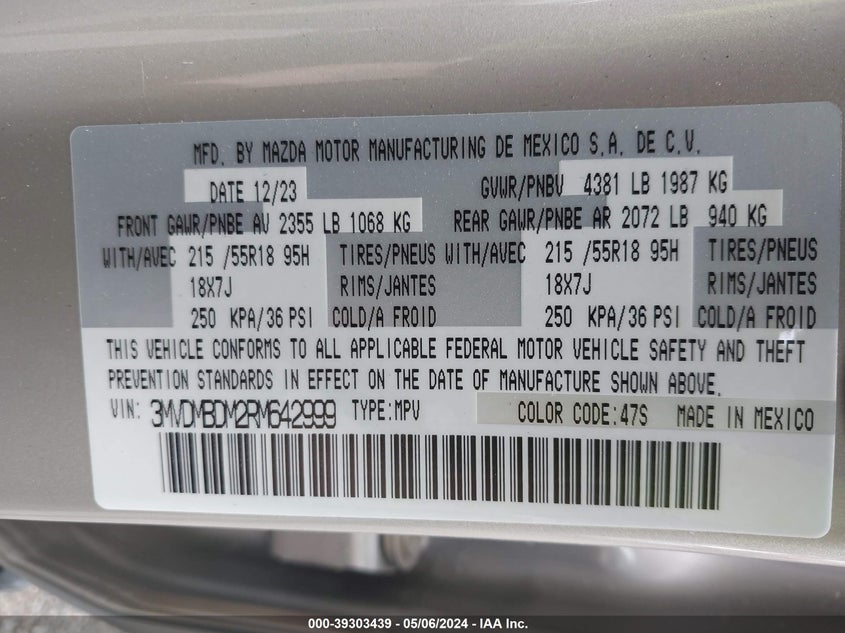 MFD. BY MAZDA MOTOR MANUFACTURING DE MEXICO S.A. DE C.V.
DATE 12/23 GVWR/PNBV 4381 LB 1987 KG
FRONT GAWR/PNBE AV 2355 LB 1068 KG REAR GAWR/PNBE AR 2072 LB 940 KG
WITH/AVEC 215 /55R18 95H TIRES/PNEUS WITH/AVEC 215 /55R18 95H TIRES/PNEUS
18X7J RIMS/JANTES 18X7J RIMS/JANTES
250 KPA/36 PSI COLD/A FROID 250 KPA/36 PSI COLD/A FROID
THIS VEHICLE CONFORMS TO ALL APPLICABLE FEDERAL MOTOR VEHICLE SAFETY AND THEFT
PREVENTION STANDARDS IN EFFECT ON THE DATE OF MANUFACTURE SHOWN ABOVE.
VIN: 3MVDMBDM2RM642999 TYPE:MPV COLOR CODE:47S MADE IN MEXICO
000-39303439 - 05/06/2024 - IAA Inc.